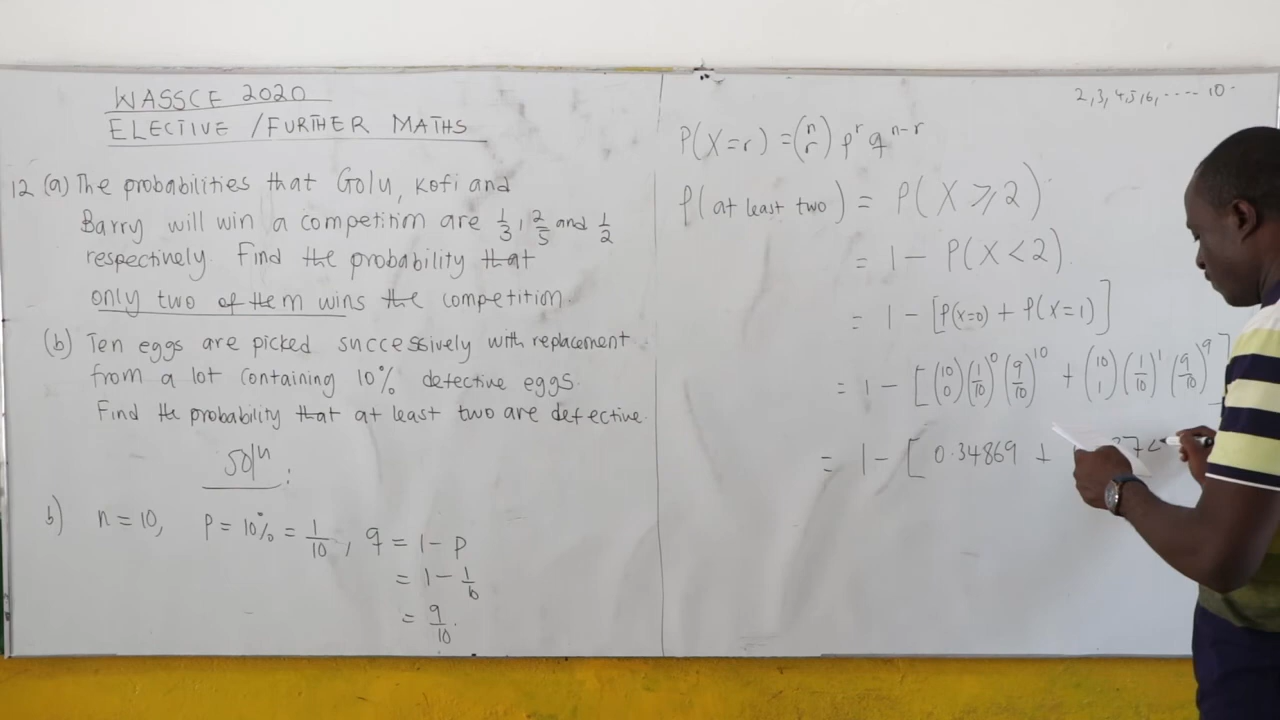 WASSCE 2020
ELECTIVE /FURTHER MATHS
12 (a) The probabilities that Golu, Kofi and
Barry will win a competition are 1/3, 2/5 and 1/2
respectively. Find the probability that
only two of them wins the competition.
(b) Ten eggs are picked successively with replacement
from a lot containing 10% defective eggs.
Find the probability that at least two are defective.
Soln:
b) n = 10, p = 10% = 1/10, q = 1 - p
= 1 - 1/10
= 9/10.
2,3,4,5,6, ---- 10.
P(X=r) = (n r) p^r q^(n-r)
P(at least two) = P(X ⩾ 2)
= 1 - P(X < 2).
= 1 - [P(X=0) + P(X=1)]
= 1 - [(10 0)(1/10)^0 (9/10)^10 + (10 1)(1/10)^1 (9/10)^9]
= 1 - [0.34869 +